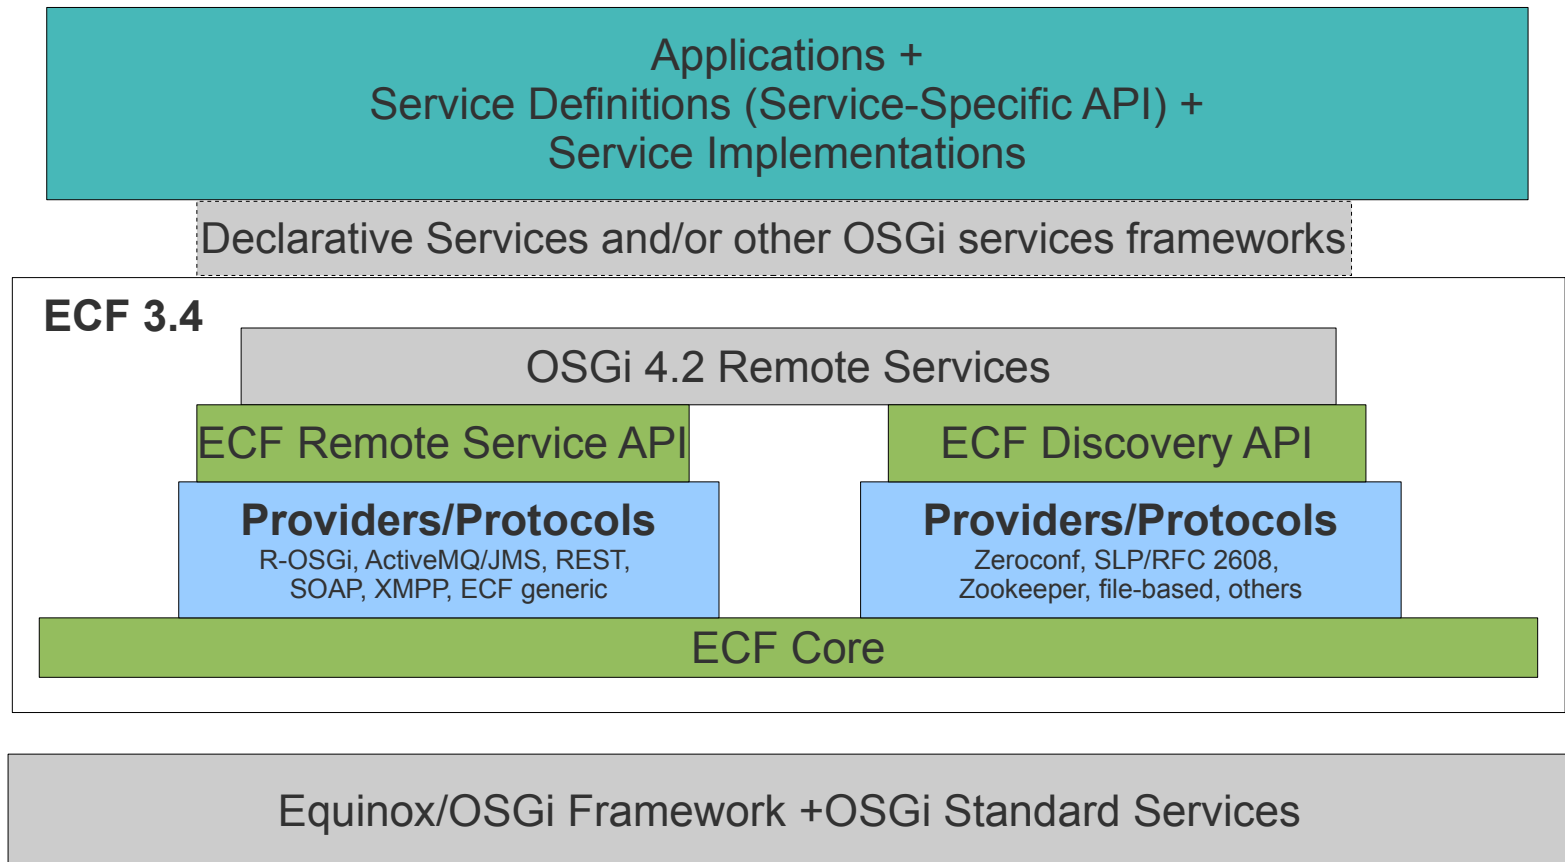 Applications +
Service Definitions (Service-Specific API) +
Service Implementations
Declarative Services and/or other OSGi services frameworks
ECF 3.4
OSGi 4.2 Remote Services
ECF Remote Service API
ECF Discovery API
Providers/Protocols
R-OSGi, ActiveMQ/JMS, REST,
SOAP, XMPP, ECF generic
Providers/Protocols
Zeroconf, SLP/RFC 2608,
Zookeeper, file-based, others
ECF Core
Equinox/OSGi Framework +OSGi Standard Services